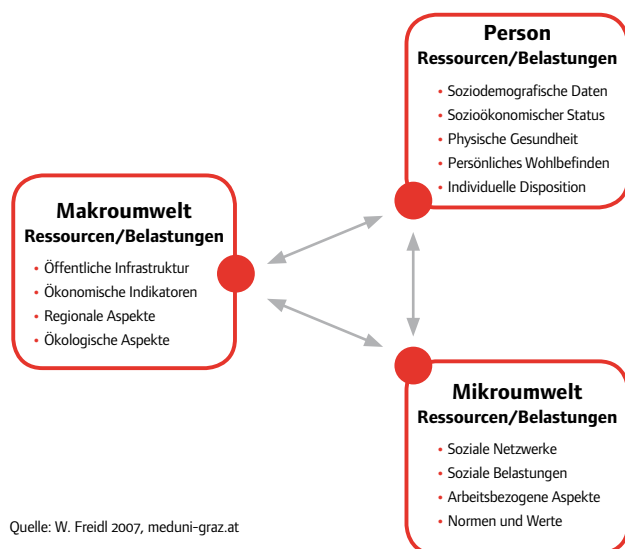 Person
Ressourcen/Belastungen
• Soziodemografische Daten
• Sozioökonomischer Status
• Physische Gesundheit
• Persönliches Wohlbefinden
• Individuelle Disposition
Makroumwelt
Ressourcen/Belastungen
• Öffentliche Infrastruktur
• Ökonomische Indikatoren
• Regionale Aspekte
• Ökologische Aspekte
Mikroumwelt
Ressourcen/Belastungen
• Soziale Netzwerke
• Soziale Belastungen
• Arbeitsbezogene Aspekte
• Normen und Werte
Quelle: W. Freidl 2007, meduni-graz.at